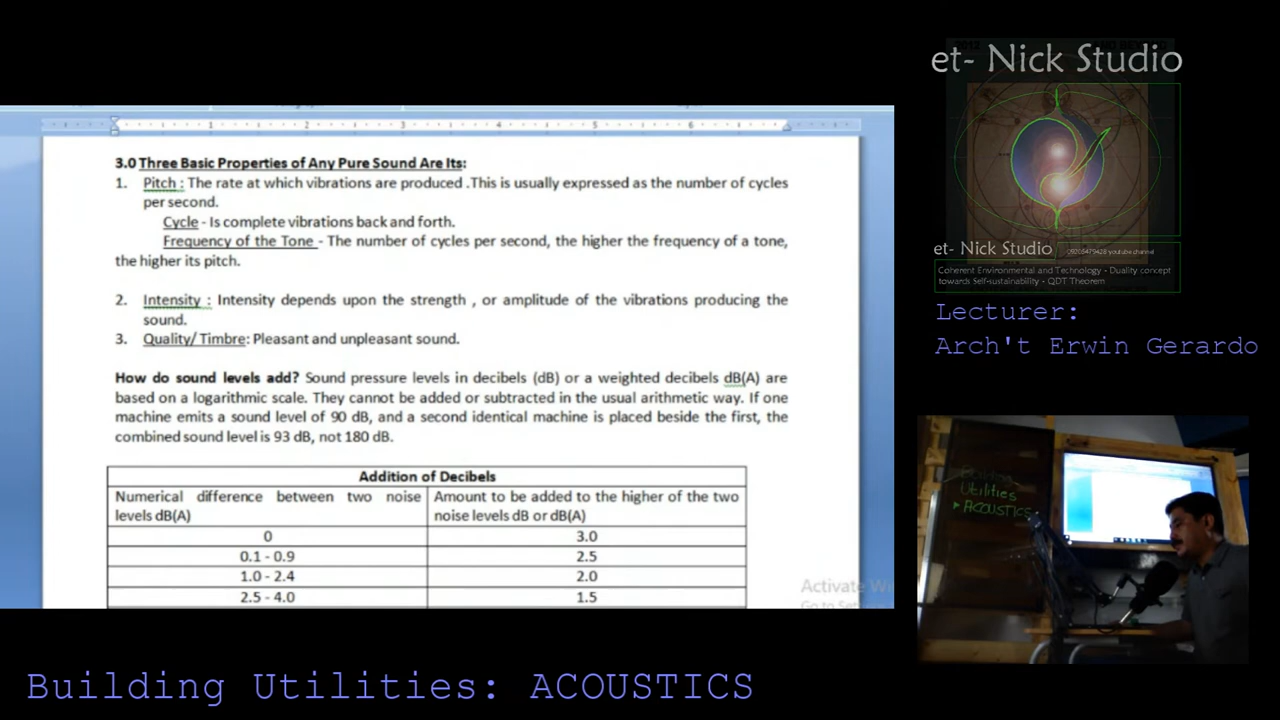 3.0 Three Basic Properties of Any Pure Sound Are Its:
1. Pitch : The rate at which vibrations are produced .This is usually expressed as the number of cycles
per second.
Cycle - Is complete vibrations back and forth.
Frequency of the Tone - The number of cycles per second, the higher the frequency of a tone,
the higher its pitch.
2. Intensity : Intensity depends upon the strength , or amplitude of the vibrations producing the
sound.
3. Quality/ Timbre: Pleasant and unpleasant sound.
How do sound levels add? Sound pressure levels in decibels (dB) or a weighted decibels dB(A) are
based on a logarithmic scale. They cannot be added or subtracted in the usual arithmetic way. If one
machine emits a sound level of 90 dB, and a second identical machine is placed beside the first, the
combined sound level is 93 dB, not 180 dB.
Addition of Decibels
Numerical difference between two noise
levels dB(A)
Amount to be added to the higher of the two
noise levels dB or dB(A)
0 3.0
0.1 - 0.9 2.5
1.0 - 2.4 2.0
2.5 - 4.0 1.5
Activate Wi
Building Utilities: ACOUSTICS
et- Nick Studio
et- Nick Studio
youtube channel
Coherent Environmental and Technology - Duality concept
towards Self-sustainability - QDT Theorem
Lecturer:
Arch't Erwin Gerardo
Building
Utilities
ACOUSTICS